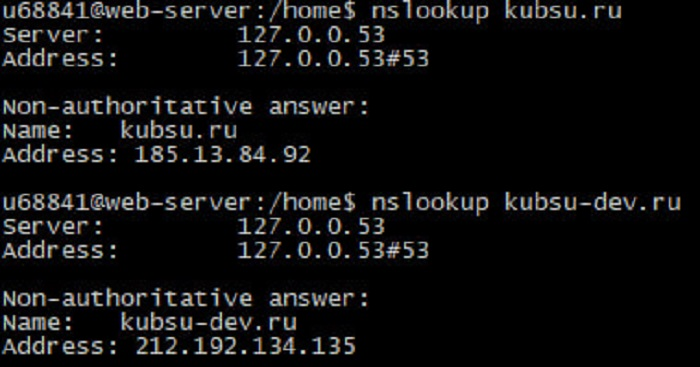 u68841@web-server:/home$ nslookup kubsu.ru
Server: 127.0.0.53
Address: 127.0.0.53#53
Non-authoritative answer:
Name: kubsu.ru
Address: 185.13.84.92
u68841@web-server:/home$ nslookup kubsu-dev.ru
Server: 127.0.0.53
Address: 127.0.0.53#53
Non-authoritative answer:
Name: kubsu-dev.ru
Address: 212.192.134.135